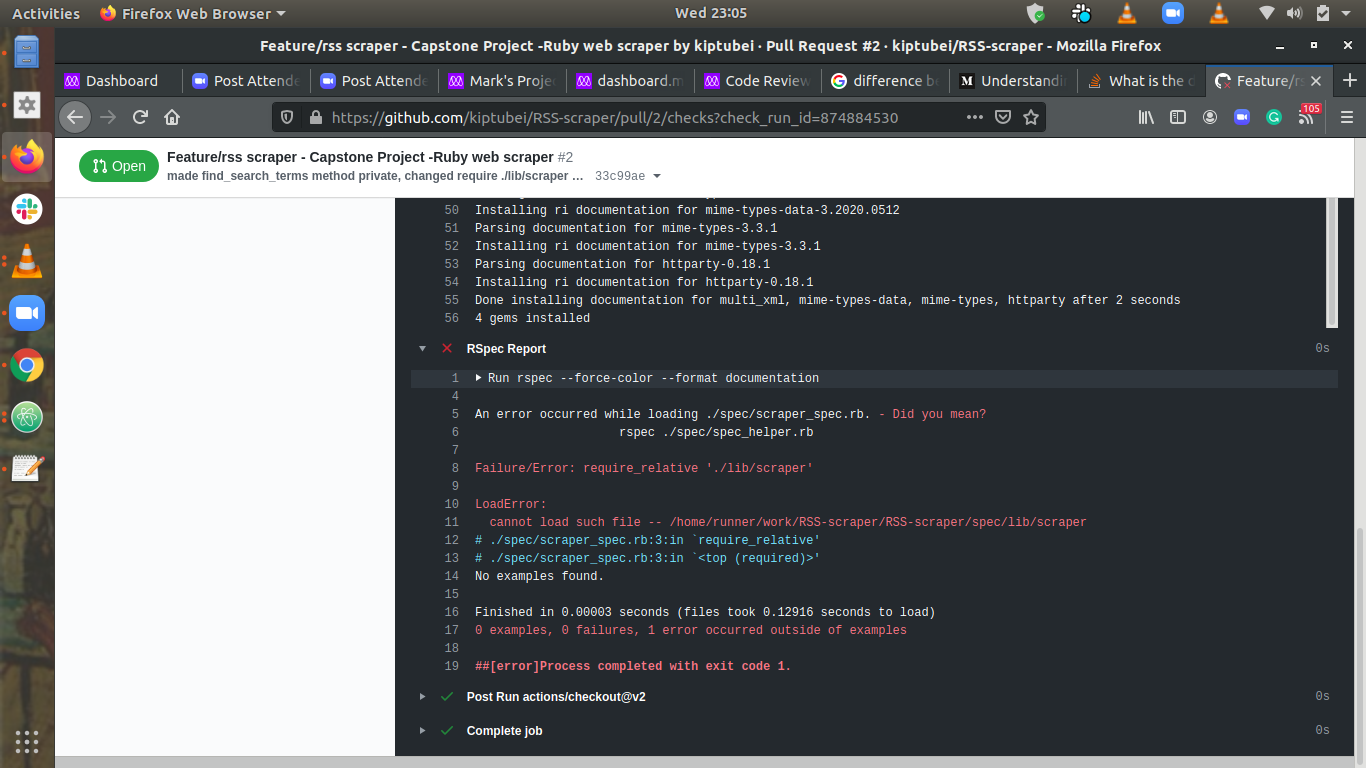 Activities Firefox Web Browser Wed 23:05
Feature/rss scraper - Capstone Project -Ruby web scraper by kiptubei · Pull Request #2 · kiptubei/RSS-scraper - Mozilla Firefox
Dashboard Post Attende Post Attende Mark's Proje dashboard.m Code Review difference b Understandi What is the d Feature/rs
https://github.com/kiptubei/RSS-scraper/pull/2/checks?check_run_id=874884530 105
Open Feature/rss scraper - Capstone Project -Ruby web scraper #2
made find_search_terms method private, changed require ./lib/scraper … 33c99ae
50 Installing ri documentation for mime-types-data-3.2020.0512
51 Parsing documentation for mime-types-3.3.1
52 Installing ri documentation for mime-types-3.3.1
53 Parsing documentation for httparty-0.18.1
54 Installing ri documentation for httparty-0.18.1
55 Done installing documentation for multi_xml, mime-types-data, mime-types, httparty after 2 seconds
56 4 gems installed
RSpec Report 0s
1 Run rspec --force-color --format documentation
4
5 An error occurred while loading ./spec/scraper_spec.rb. - Did you mean?
6 rspec ./spec/spec_helper.rb
7
8 Failure/Error: require_relative './lib/scraper'
9
10 LoadError:
11 cannot load such file -- /home/runner/work/RSS-scraper/RSS-scraper/spec/lib/scraper
12 # ./spec/scraper_spec.rb:3:in `require_relative'
13 # ./spec/scraper_spec.rb:3:in `<top (required)>'
14 No examples found.
15
16 Finished in 0.00003 seconds (files took 0.12916 seconds to load)
17 0 examples, 0 failures, 1 error occurred outside of examples
18
19 ##[error]Process completed with exit code 1.
Post Run actions/checkout@v2 0s
Complete job 0s